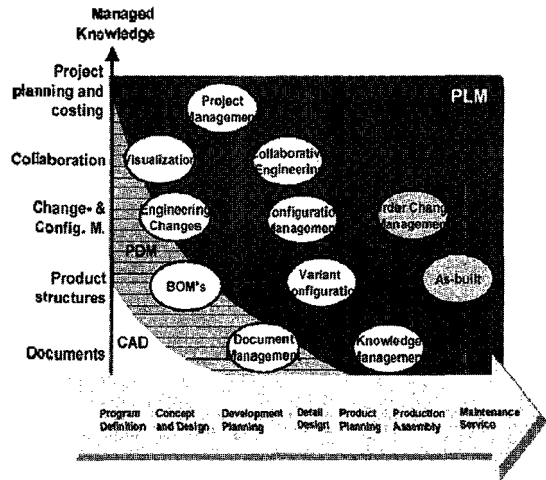 Managed
Knowledge
Project
planning and
costing
PLM
Project
Management
Collaboration
Visualization
Collaborative
Engineering
Change- &
Config. M.
Engineering
Changes
Configuration
Management
Order Change
Management
PDM
Product
structures
BOM's
Variant
Configuration
As-built
Documents
CAD
Document
Management
Knowledge
Management
Program
Definition
Concept
and Design
Development
Planning
Detail
Design
Product
Planning
Production
Assembly
Maintenance
Service